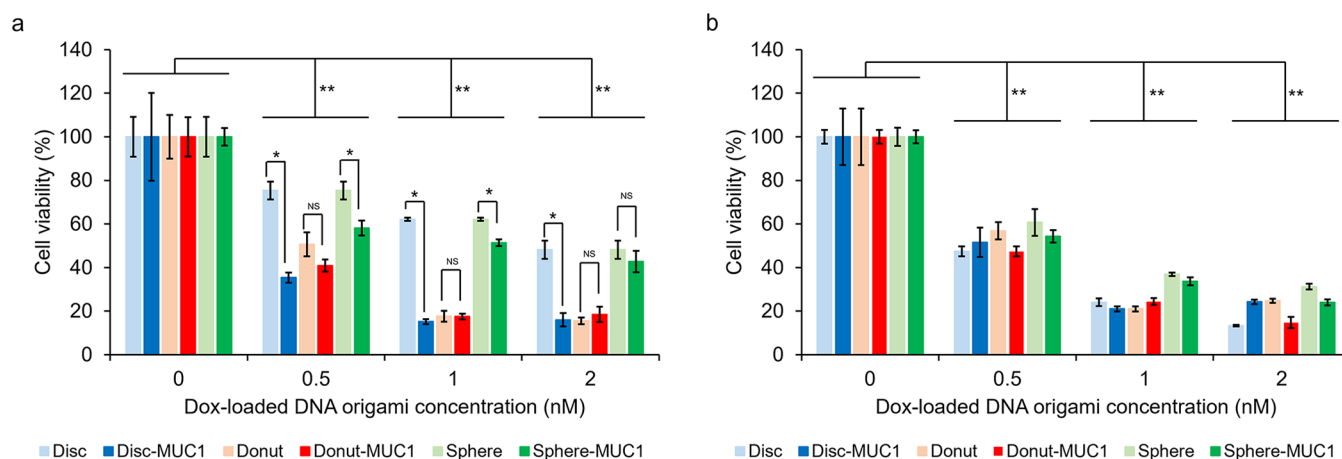 a
140
120
100
80
60
40
20
0
Cell viability (%)
** ** **
* NS *
* NS *
* NS NS
0 0.5 1 2
Dox-loaded DNA origami concentration (nM)
Disc Disc-MUC1 Donut Donut-MUC1 Sphere Sphere-MUC1
b
140
120
100
80
60
40
20
0
Cell viability (%)
** ** **
0 0.5 1 2
Dox-loaded DNA origami concentration (nM)
Disc Disc-MUC1 Donut Donut-MUC1 Sphere Sphere-MUC1